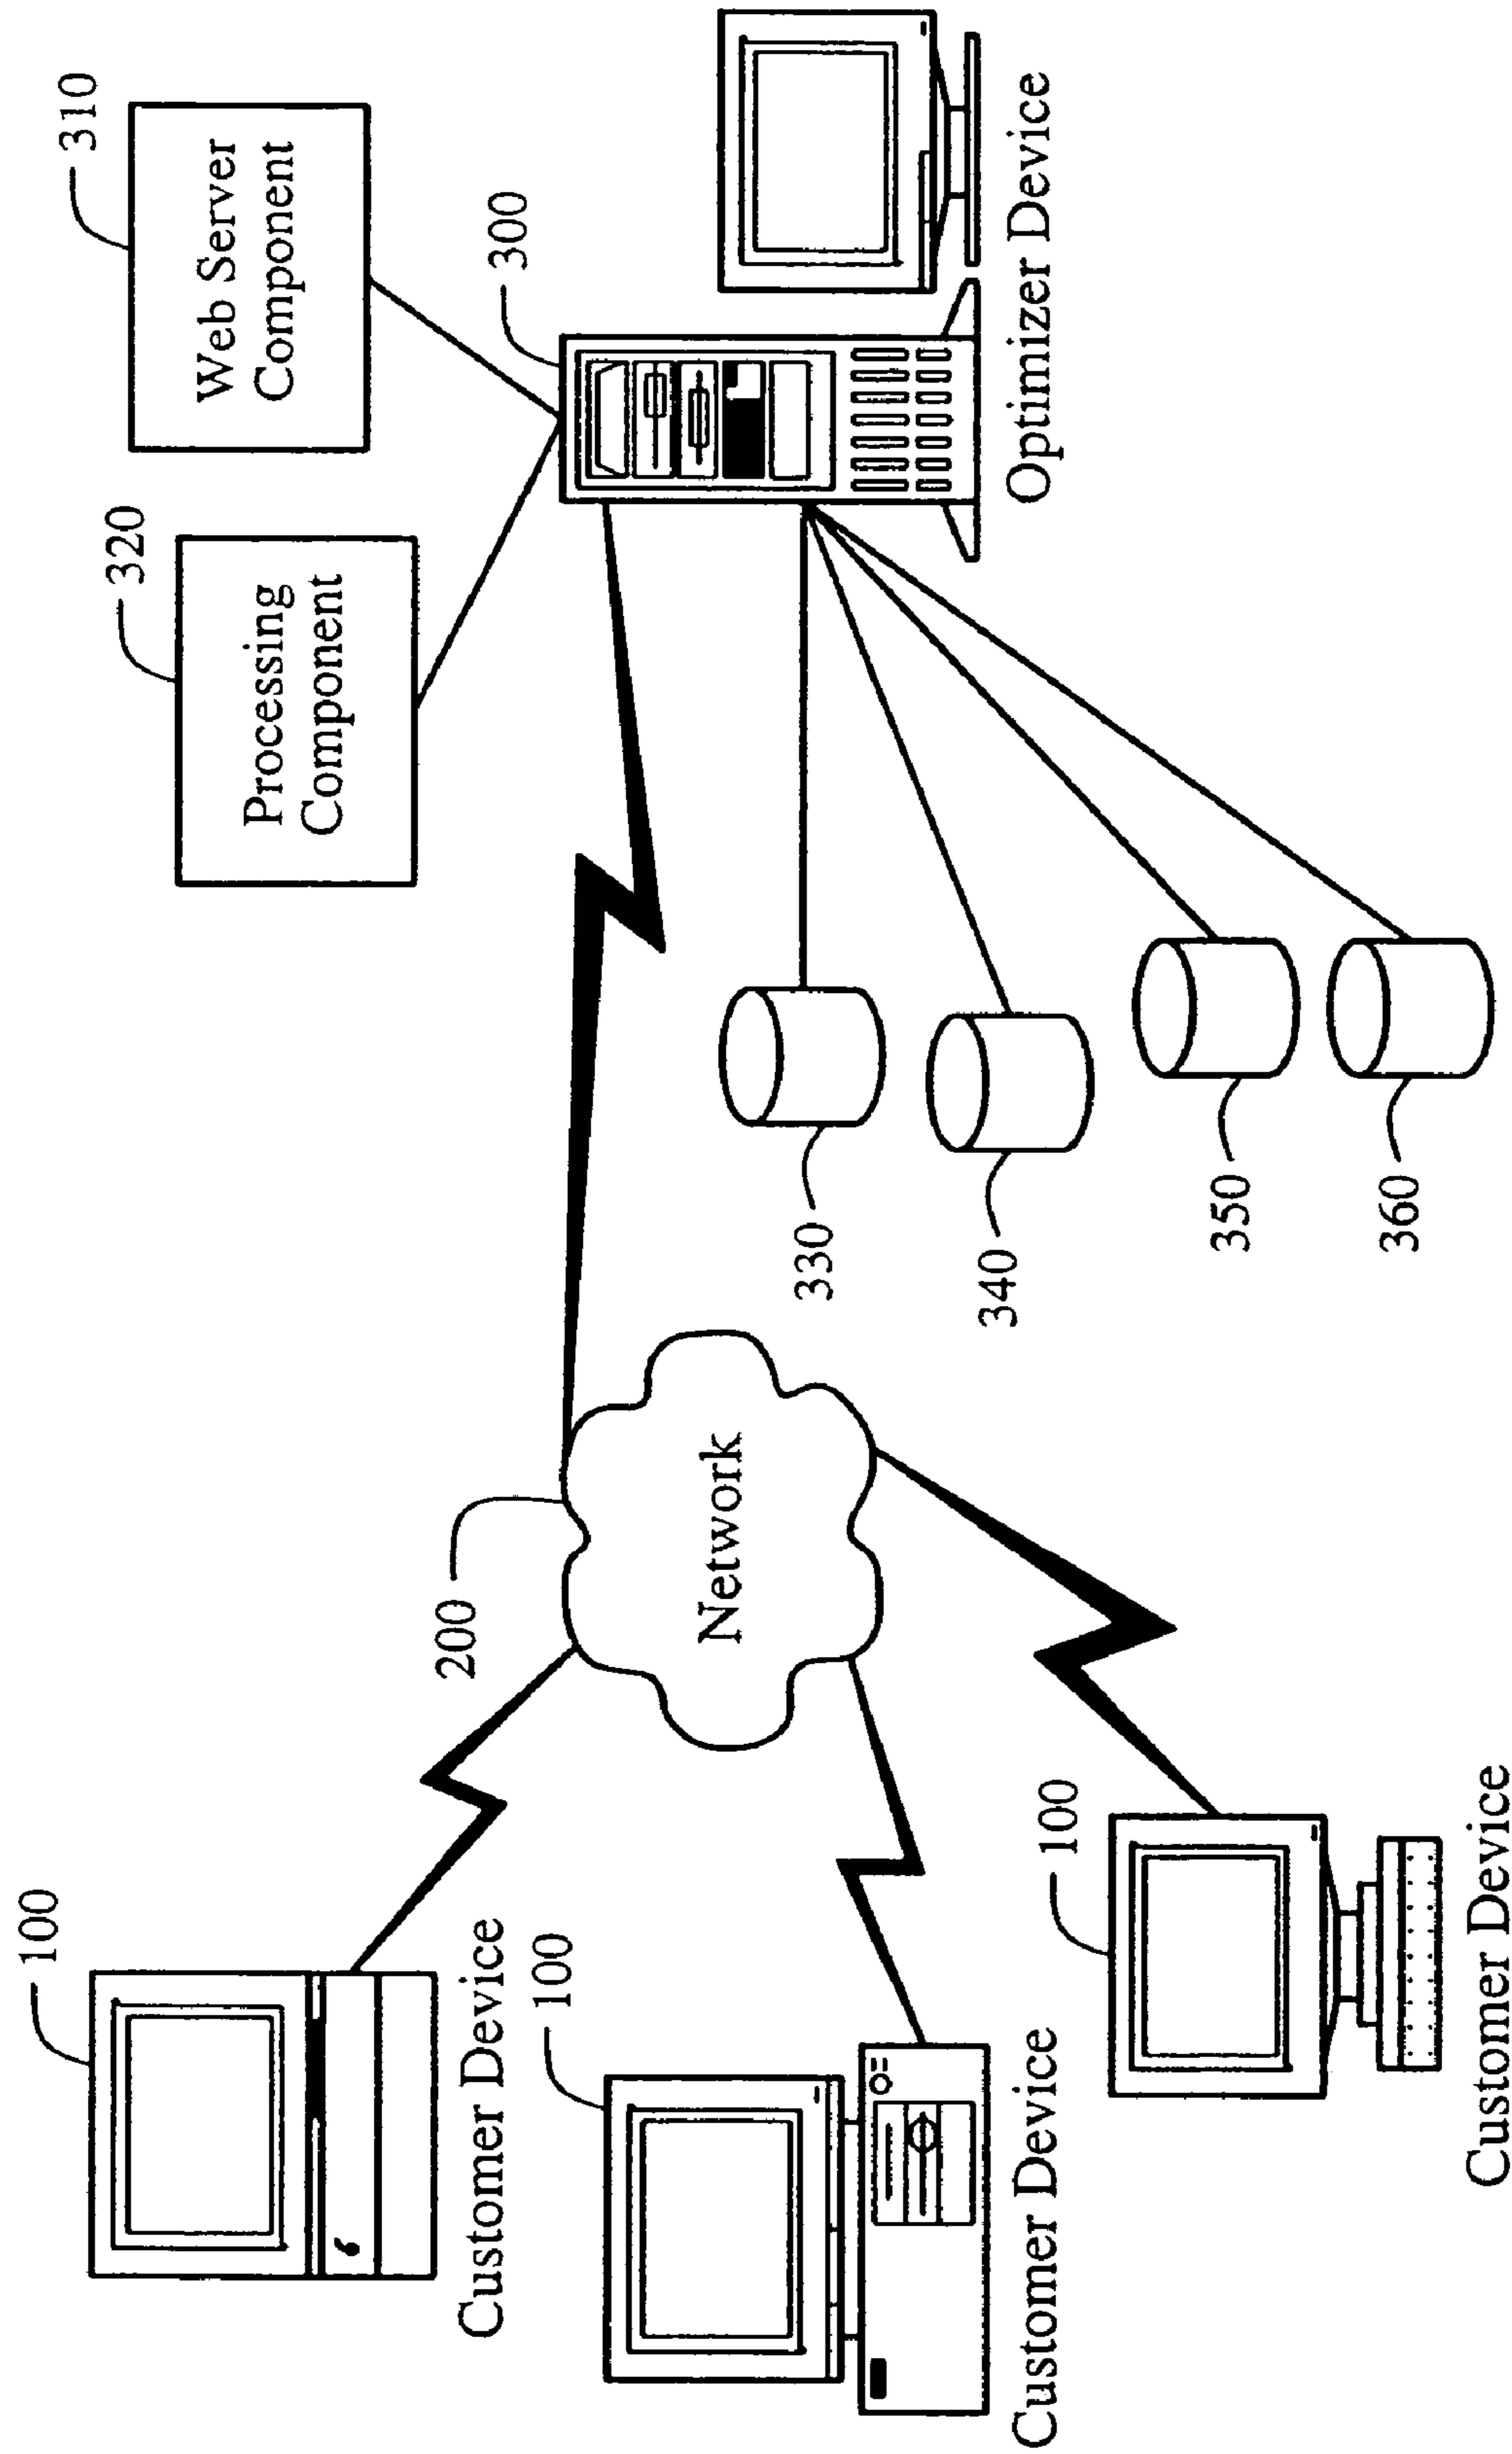 100
Customer Device
100
Customer Device
100
Customer Device
200
Network
320
Processing
Component
310
Web Server
Component
300
Optimizer Device
330
340
350
360